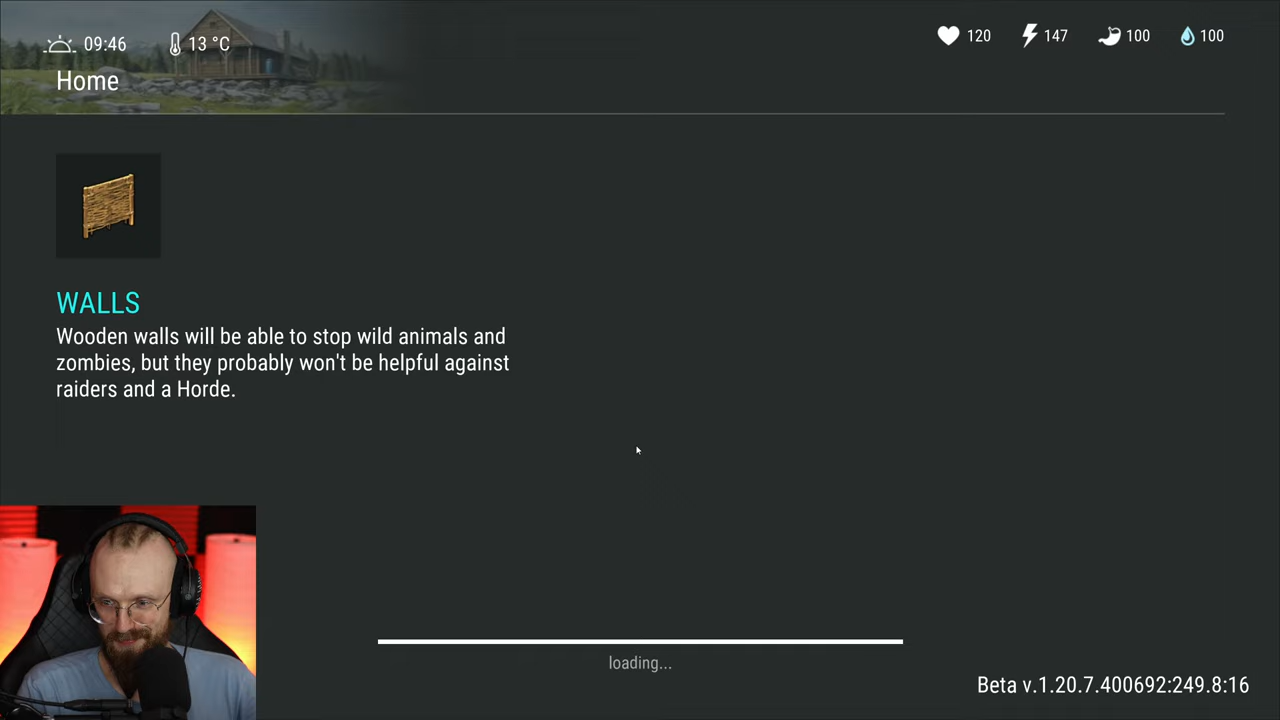 09:46 13 °C
120 147 100 100
Home
WALLS
Wooden walls will be able to stop wild animals and
zombies, but they probably won't be helpful against
raiders and a Horde.
loading...
Beta v.1.20.7.400692:249.8:16